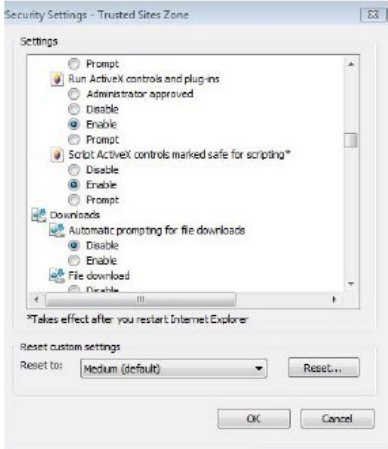 Security Settings - Trusted Sites Zone
Settings
Prompt
Run ActiveX controls and plug-ins
Administrator approved
Disable
Enable
Prompt
Script ActiveX controls marked safe for scripting*
Disable
Enable
Prompt
Downloads
Automatic prompting for file downloads
Disable
Enable
File download
Disable
*Takes effect after you restart Internet Explorer
Reset custom settings
Reset to: Medium (default) Reset...
OK Cancel